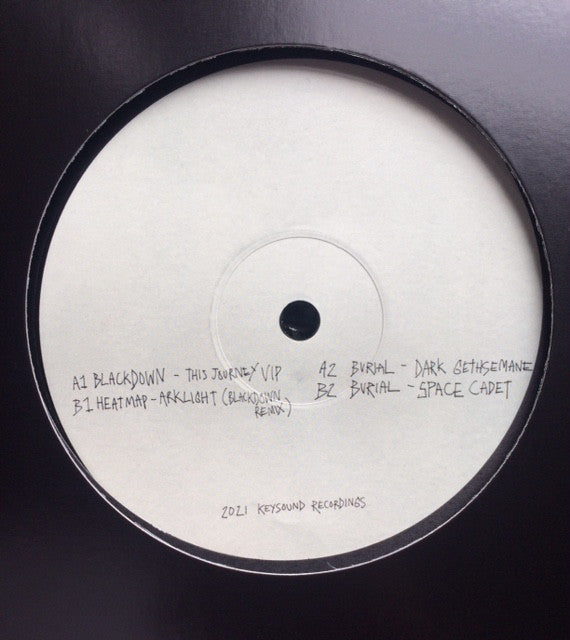 A1 BLACKDOWN - THIS JOURNEY VIP
B1 HEATMAP - ARKLIGHT (BLACKDOWN
REMIX)
A2 BURIAL - DARK GETHSEMANE
B2 BURIAL - SPACE CADET
2021 KEYSOUND RECORDINGS